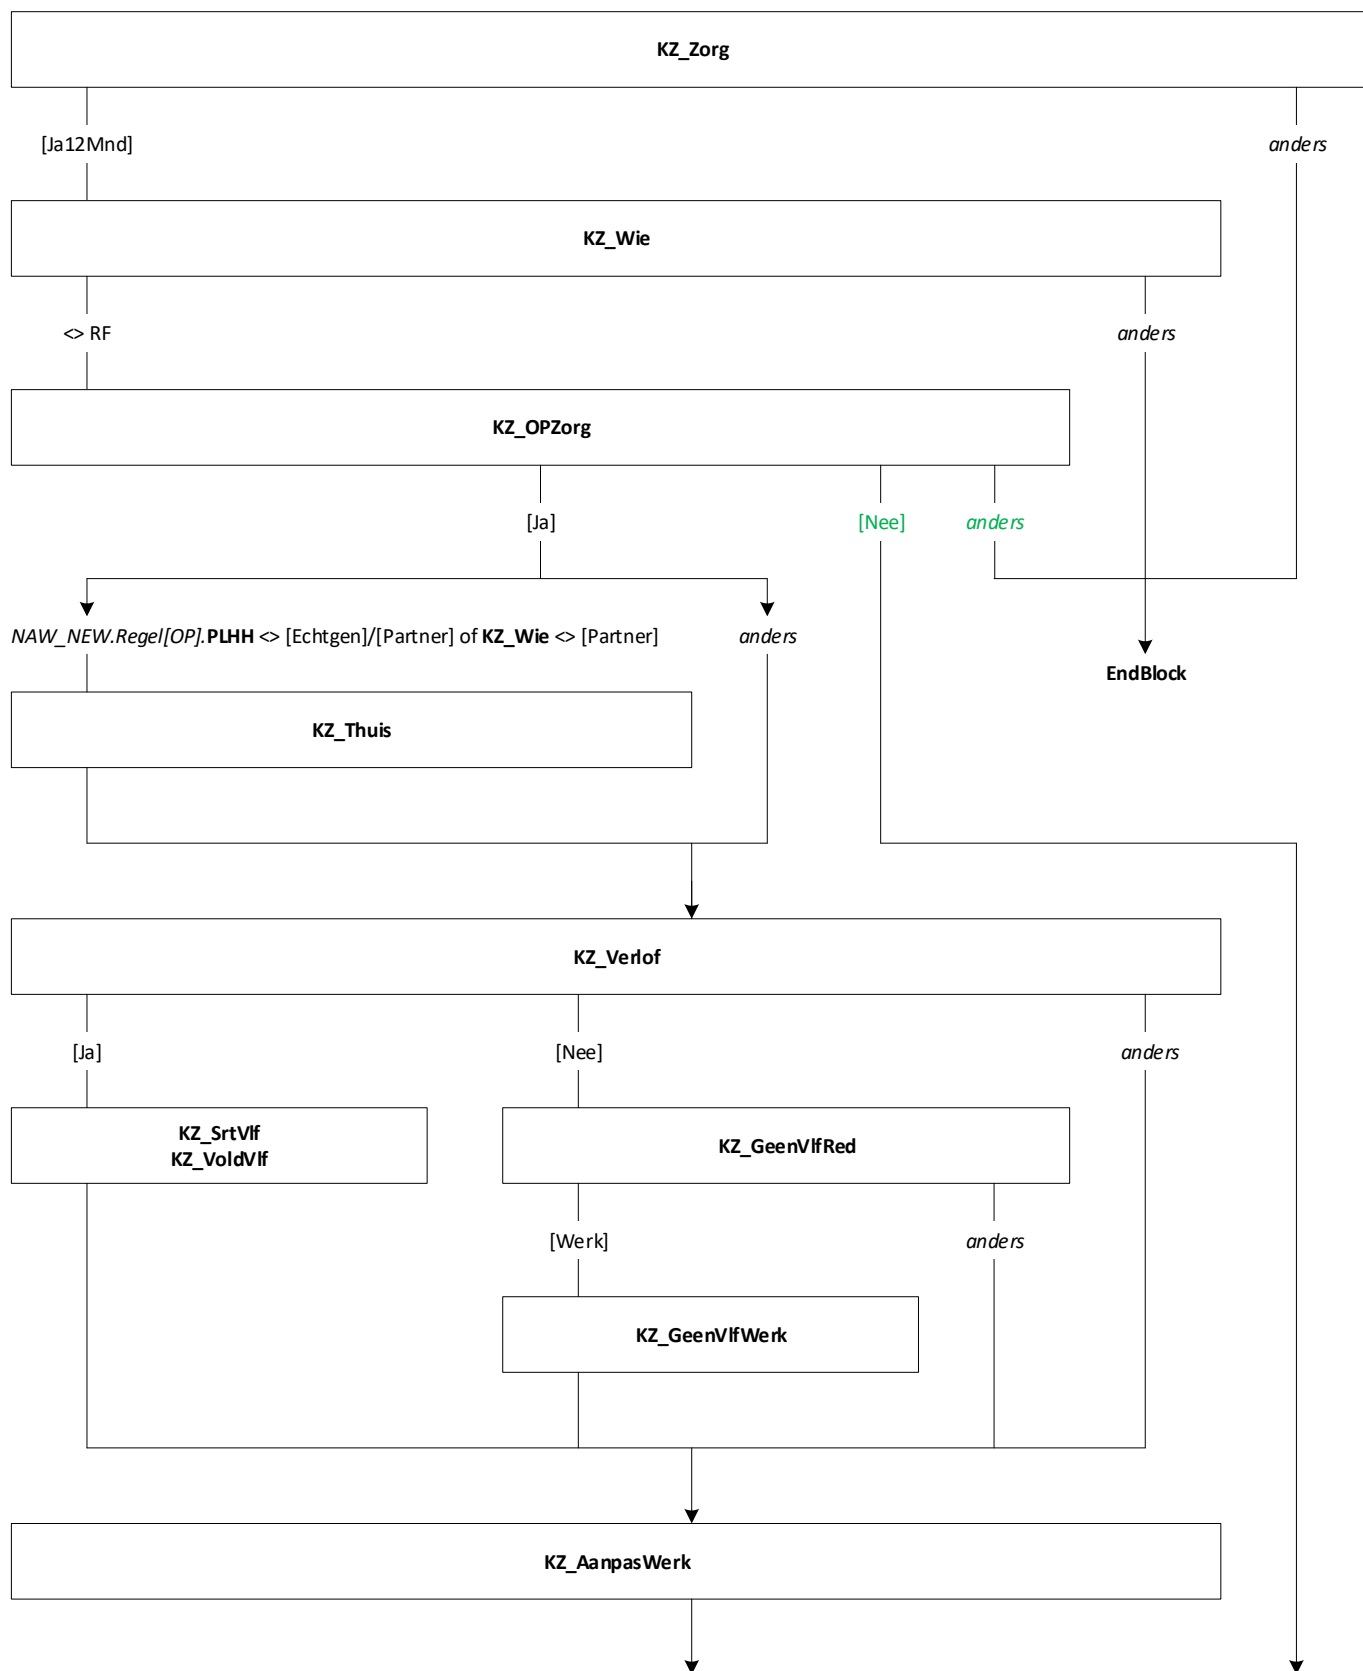 KZ_Zorg
[Ja12Mnd]
anders
KZ_Wie
<> RF
anders
KZ_OPZorg
[Ja]
[Nee]
anders
NAW_NEW.Regel[OP].PLHH <> [Echtgen]/[Partner] of KZ_Wie <> [Partner]
anders
EndBlock
KZ_Thuis
KZ_Verlof
[Ja]
[Nee]
anders
KZ_SrtVlf
KZ_VoldVlf
KZ_GeenVlfRed
[Werk]
anders
KZ_GeenVlfWerk
KZ_AanpasWerk